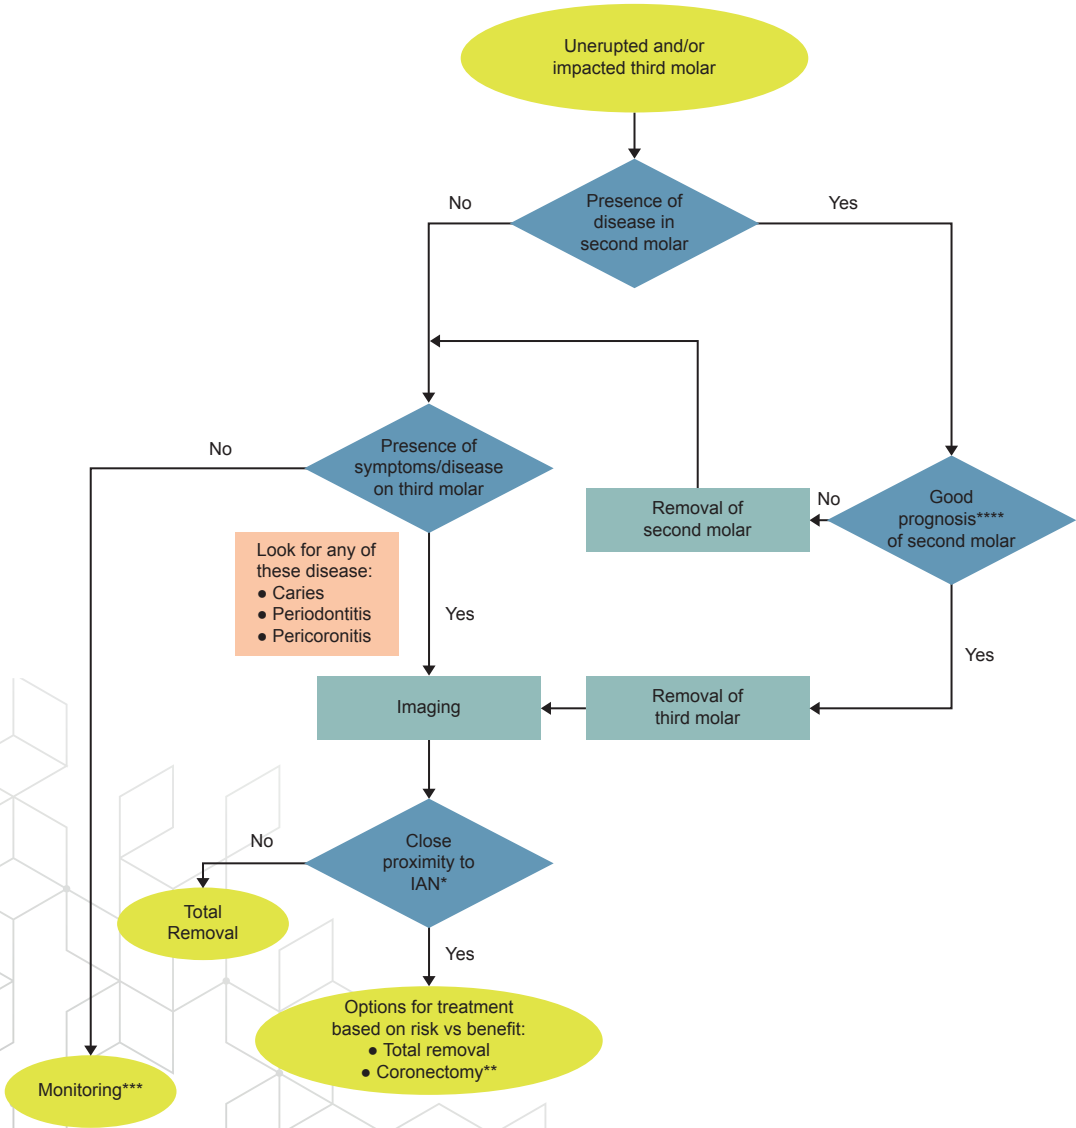 Unerupted and/or
impacted third molar
No
Presence of
disease in
second molar
Yes
No
Presence of
symptoms/disease
on third molar
Removal of
second molar
No
Good
prognosis****
of second molar
Look for any of
these disease:
● Caries
● Periodontitis
● Pericoronitis
Yes
Yes
Imaging
Removal of
third molar
No
Close
proximity to
IAN*
Total
Removal
Yes
Options for treatment
based on risk vs benefit:
● Total removal
● Coronectomy**
Monitoring***